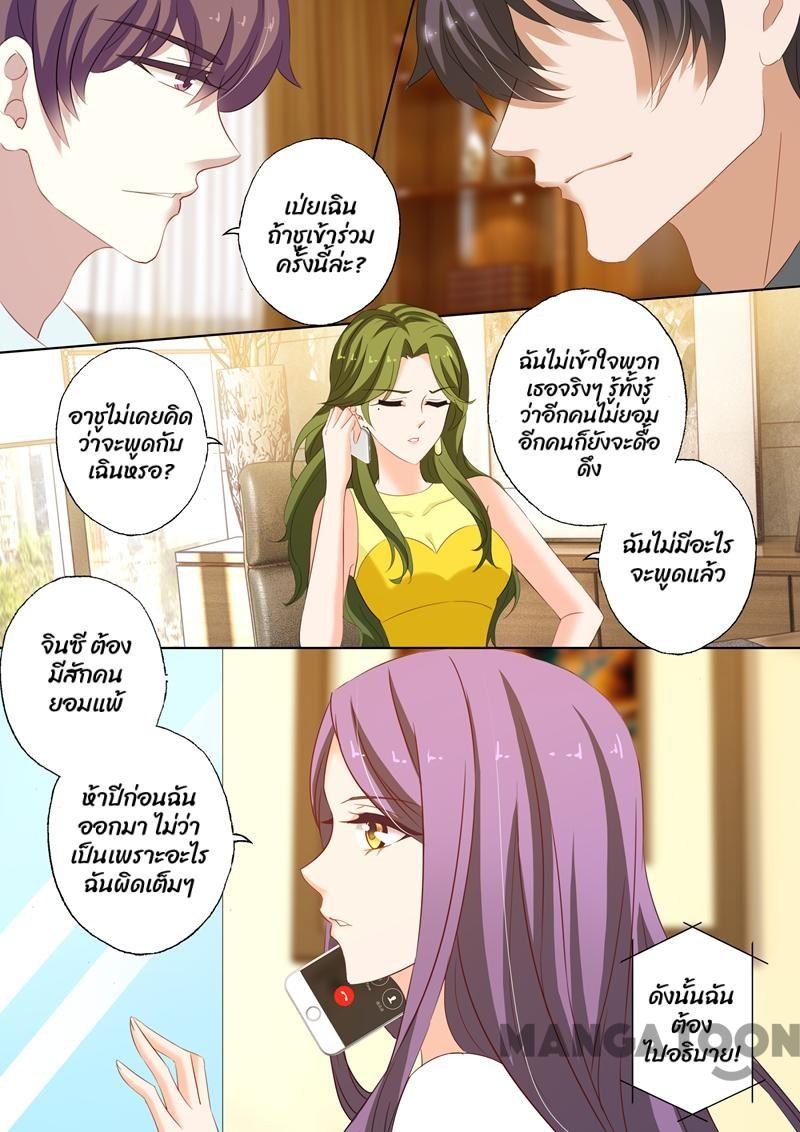 เป่ยเฉิน
ถ้าชูเข้าร่วม
ครั้งนี้ล่ะ?
ฉันไม่เข้าใจพวก
เธอจริงๆ รู้ทั้งรู้
ว่าอีกคนไม่ยอม
อีกคนก็ยังจะดื้อ
ดึง
อาชูไม่เคยคิด
ว่าจะพูดกับ
เฉินหรอ?
ฉันไม่มีอะไร
จะพูดแล้ว
จินซี ต้อง
มีสักคน
ยอมแพ้
ห้าปีก่อนฉัน
ออกมา ไม่ว่า
เป็นเพราะอะไร
ฉันผิดเต็มๆ
ดังนั้นฉัน
ต้อง
ไปอธิบาย!
MANGATOON